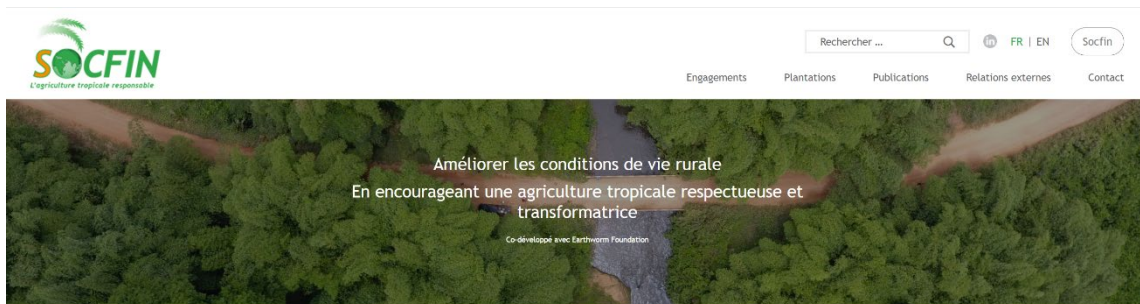 SOCFIN
L'agriculture tropicale responsable
Rechercher ...
FR | EN
Socfin
Engagements
Plantations
Publications
Relations externes
Contact
Améliorer les conditions de vie rurale
En encourageant une agriculture tropicale respectueuse et
transformatrice
Co-développé avec Earthworm Foundation